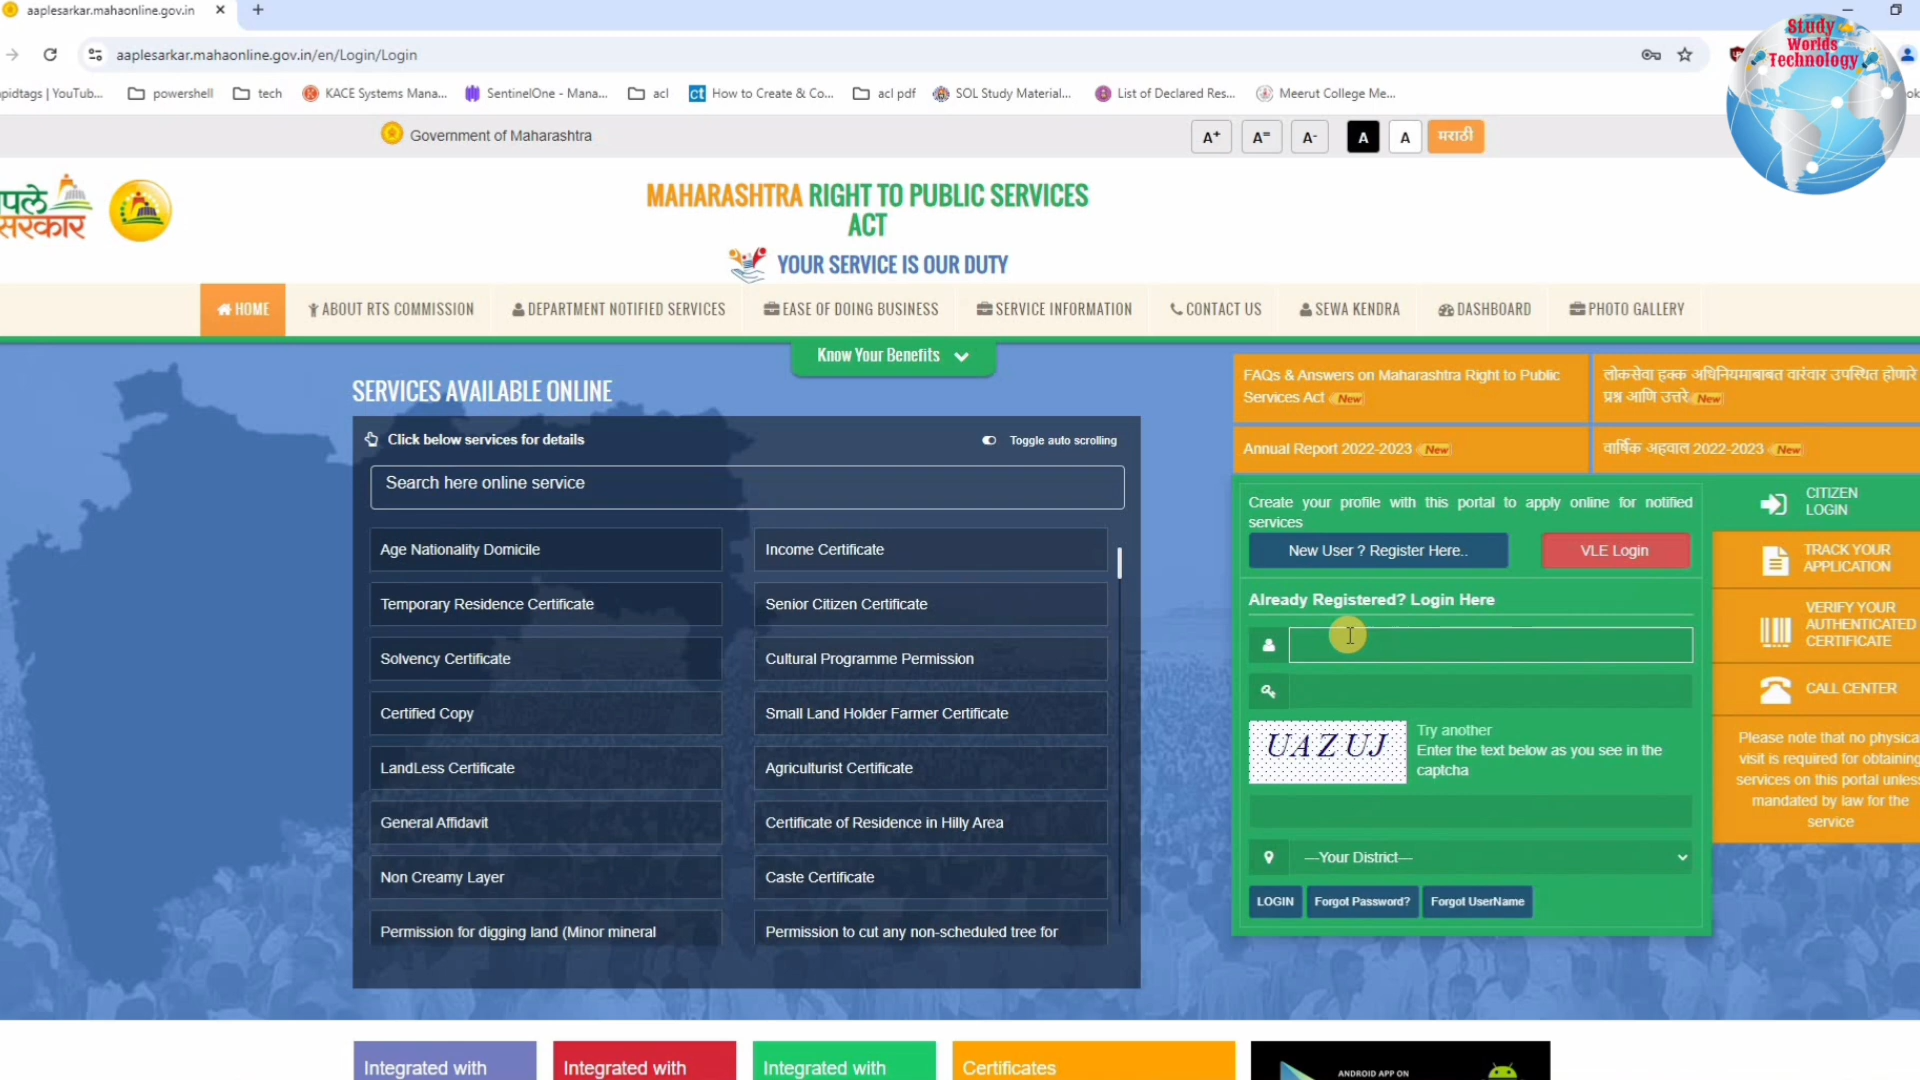 aaplesarkar.mahaonline.gov.in
aaplesarkar.mahaonline.gov.in/en/Login/Login
pidtags | YouTub...
powershell
tech
KACE Systems Mana...
SentinelOne - Mana...
acl
How to Create & Co...
acl pdf
SOL Study Material...
List of Declared Res...
Meerut College Me...
Study
Worlds
Technology
Government of Maharashtra
A+
A=
A-
A
A
मराठी
पले
सरकार
MAHARASHTRA RIGHT TO PUBLIC SERVICES
ACT
YOUR SERVICE IS OUR DUTY
HOME
ABOUT RTS COMMISSION
DEPARTMENT NOTIFIED SERVICES
EASE OF DOING BUSINESS
SERVICE INFORMATION
CONTACT US
SEWA KENDRA
DASHBOARD
PHOTO GALLERY
Know Your Benefits
SERVICES AVAILABLE ONLINE
Click below services for details
Toggle auto scrolling
Search here online service
Age Nationality Domicile
Income Certificate
Temporary Residence Certificate
Senior Citizen Certificate
Solvency Certificate
Cultural Programme Permission
Certified Copy
Small Land Holder Farmer Certificate
LandLess Certificate
Agriculturist Certificate
General Affidavit
Certificate of Residence in Hilly Area
Non Creamy Layer
Caste Certificate
Permission for digging land (Minor mineral
Permission to cut any non-scheduled tree for
FAQs & Answers on Maharashtra Right to Public
Services Act New
लोकसेवा हक्क अधिनियमाबाबत वारंवार उपस्थित होणारे
प्रश्न आणि उत्तरे New
Annual Report 2022-2023 New
वार्षिक अहवाल 2022-2023 New
Create your profile with this portal to apply online for notified
services
New User ? Register Here..
VLE Login
Already Registered? Login Here
UAZUJ
Try another
Enter the text below as you see in the
captcha
---Your District---
LOGIN
Forgot Password?
Forgot UserName
CITIZEN
LOGIN
TRACK YOUR
APPLICATION
VERIFY YOUR
AUTHENTICATED
CERTIFICATE
CALL CENTER
Please note that no physica
visit is required for obtaining
services on this portal unless
mandated by law for the
service
Integrated with
Integrated with
Integrated with
Certificates
ANDROID APP ON